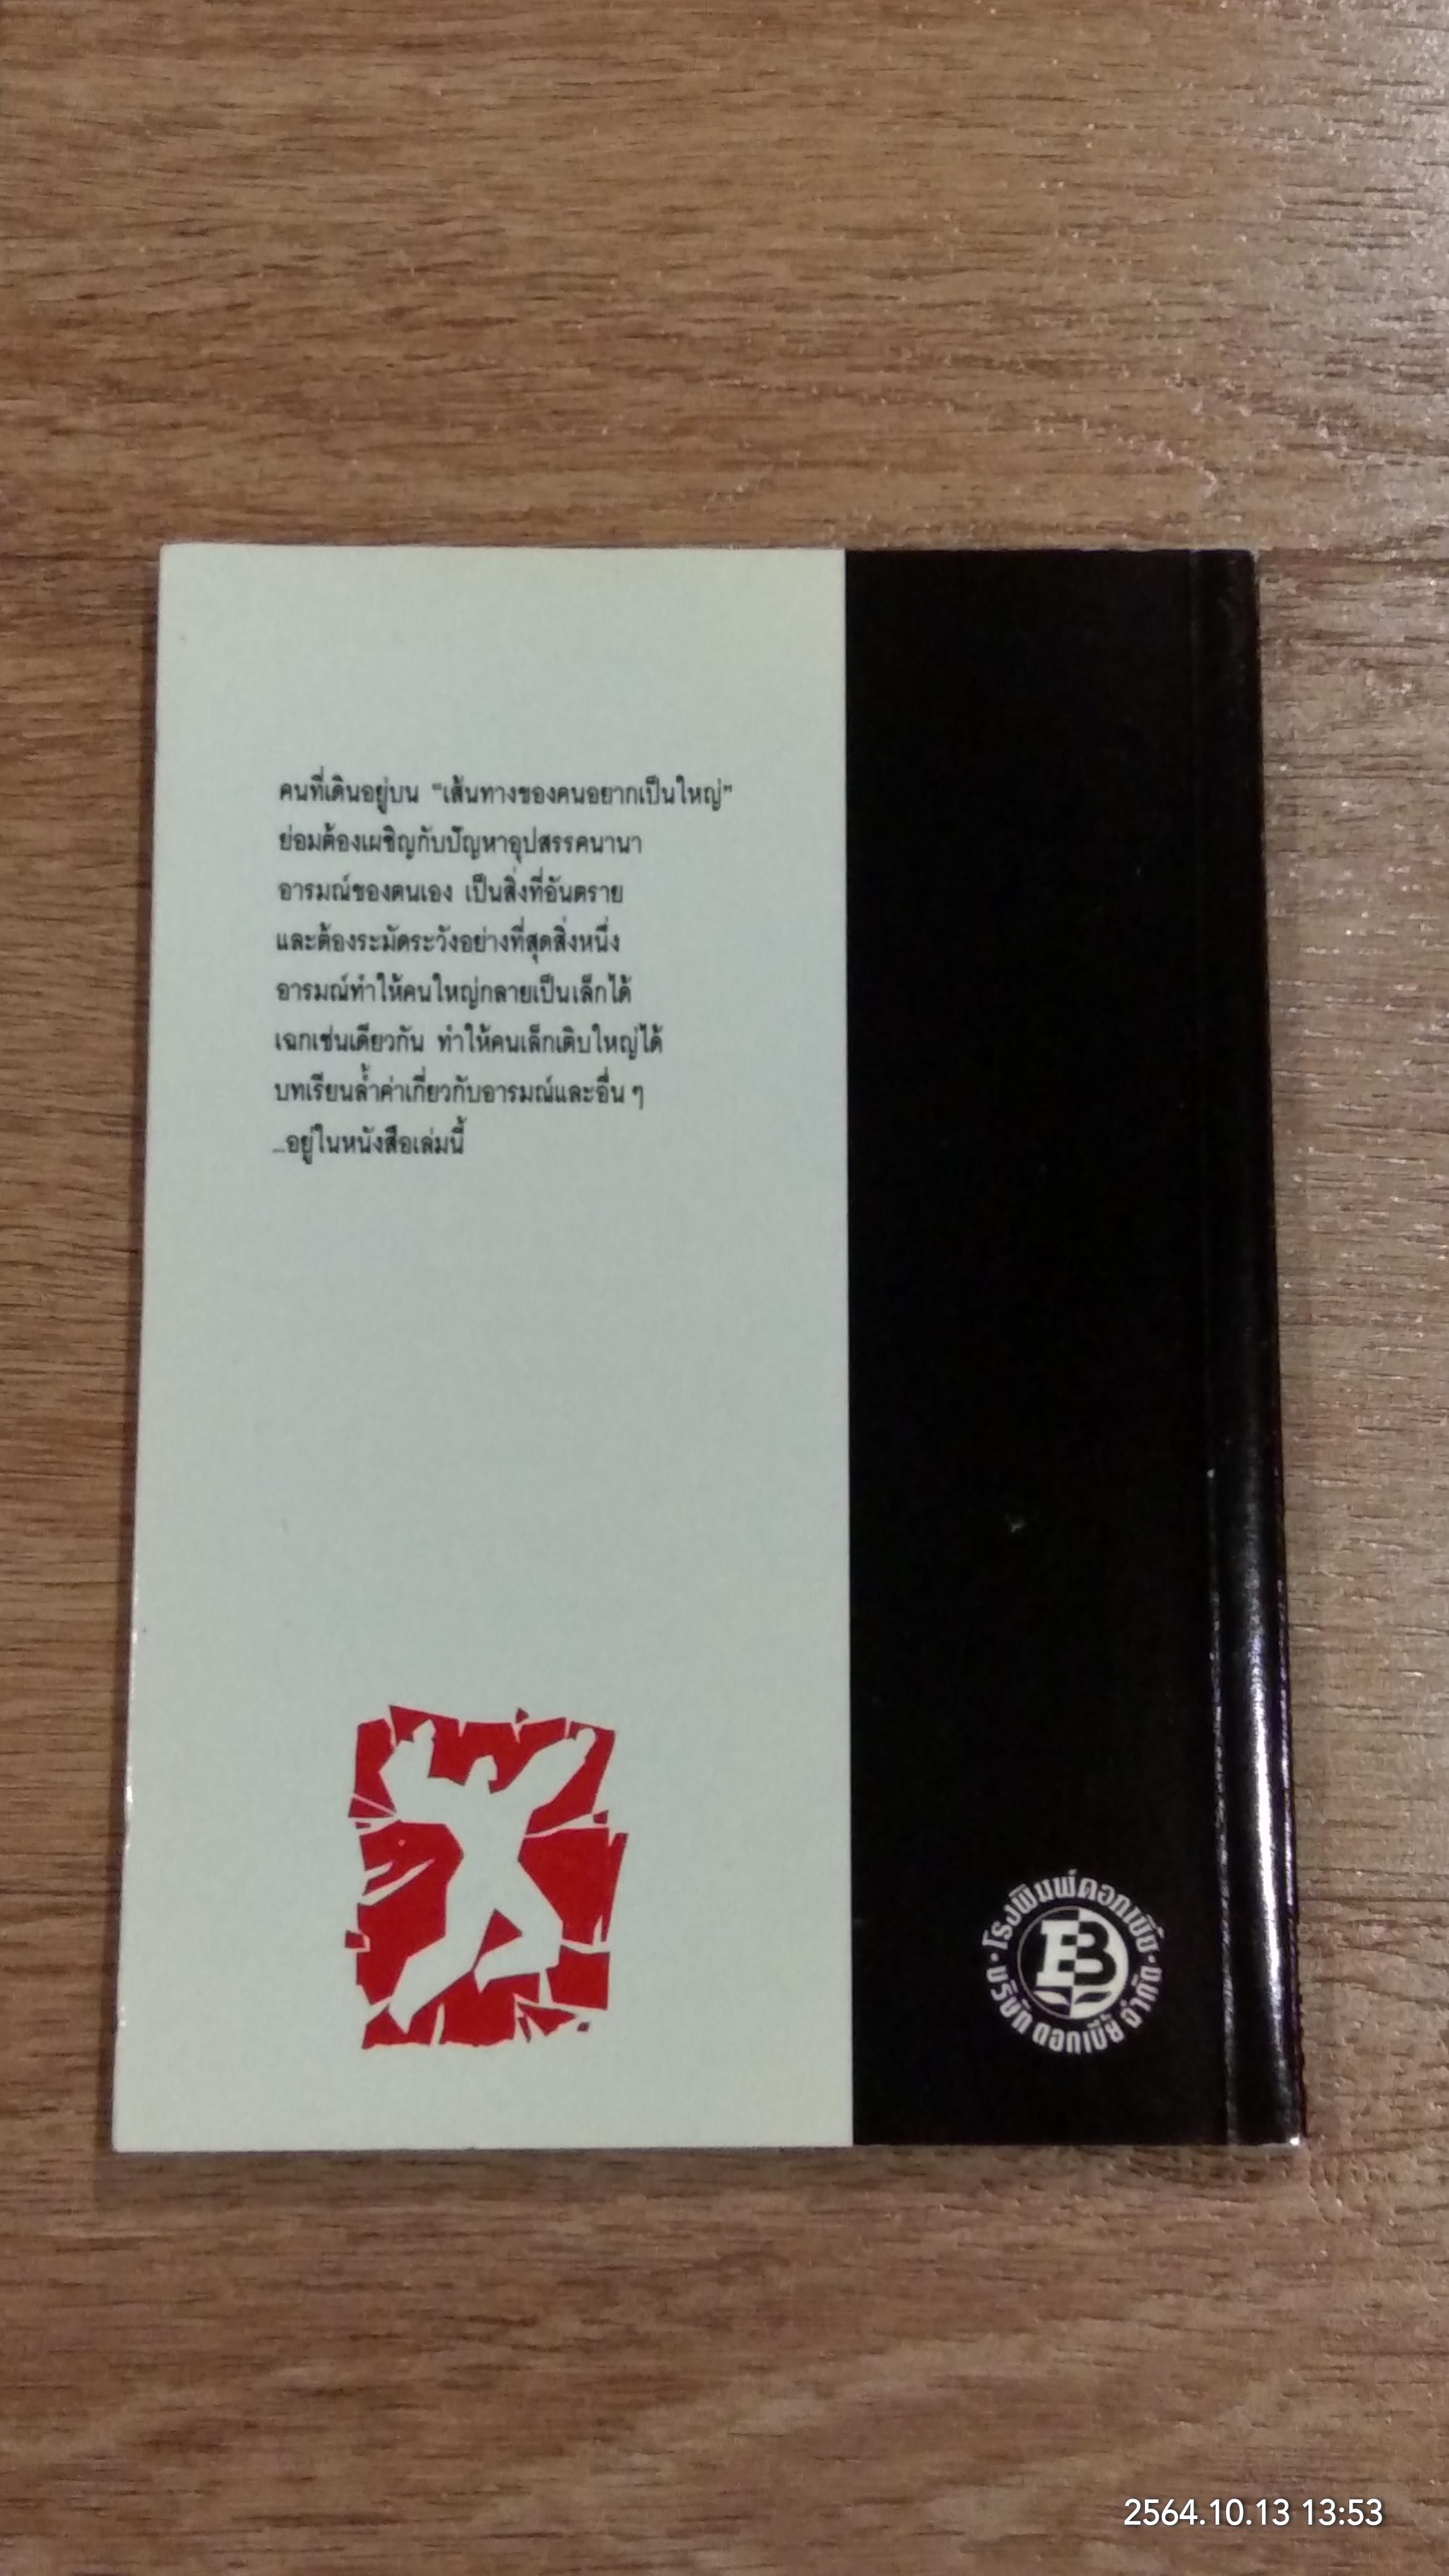 คนที่เดินอยู่บน “เส้นทางของคนอยากเป็นใหญ่”
ย่อมต้องเผชิญกับปัญหาอุปสรรคนานา
อารมณ์ของตนเอง เป็นสิ่งที่อันตราย
และต้องระมัดระวังอย่างที่สุดสิ่งหนึ่ง
อารมณ์ทำให้คนใหญ่กลายเป็นเล็กได้
เฉกเช่นเดียวกัน ทำให้คนเล็กเติบใหญ่ได้
บทเรียนล้ำค่าเกี่ยวกับอารมณ์และอื่น ๆ
...อยู่ในหนังสือเล่มนี้
โรงพิมพ์ดอกเบี้ย
B
บริษัท ดอกเบี้ย จำกัด
2564.10.13 13:53